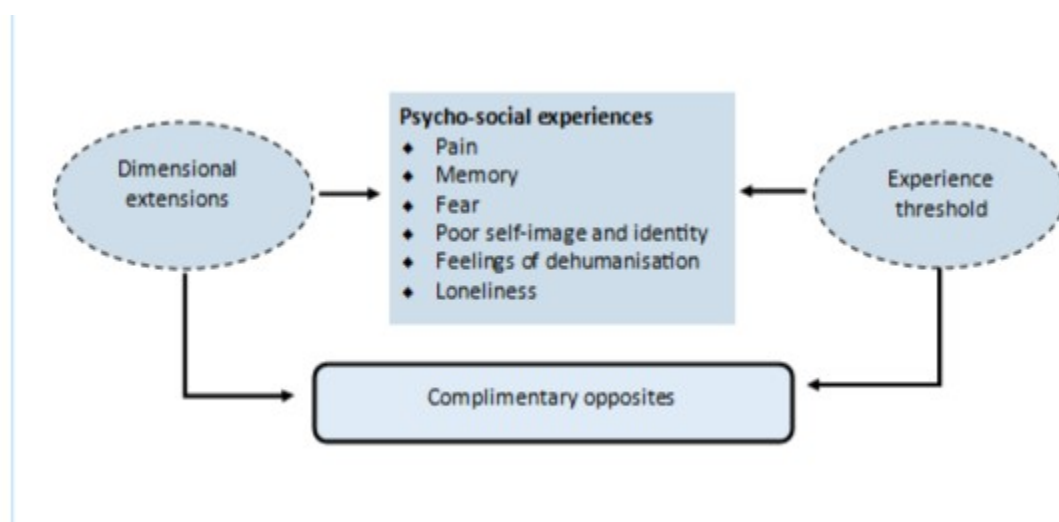 Dimensional
extensions
Psycho-social experiences
◆ Pain
◆ Memory
◆ Fear
◆ Poor self-image and identity
◆ Feelings of dehumanisation
◆ Loneliness
Experience
threshold
Complimentary opposites